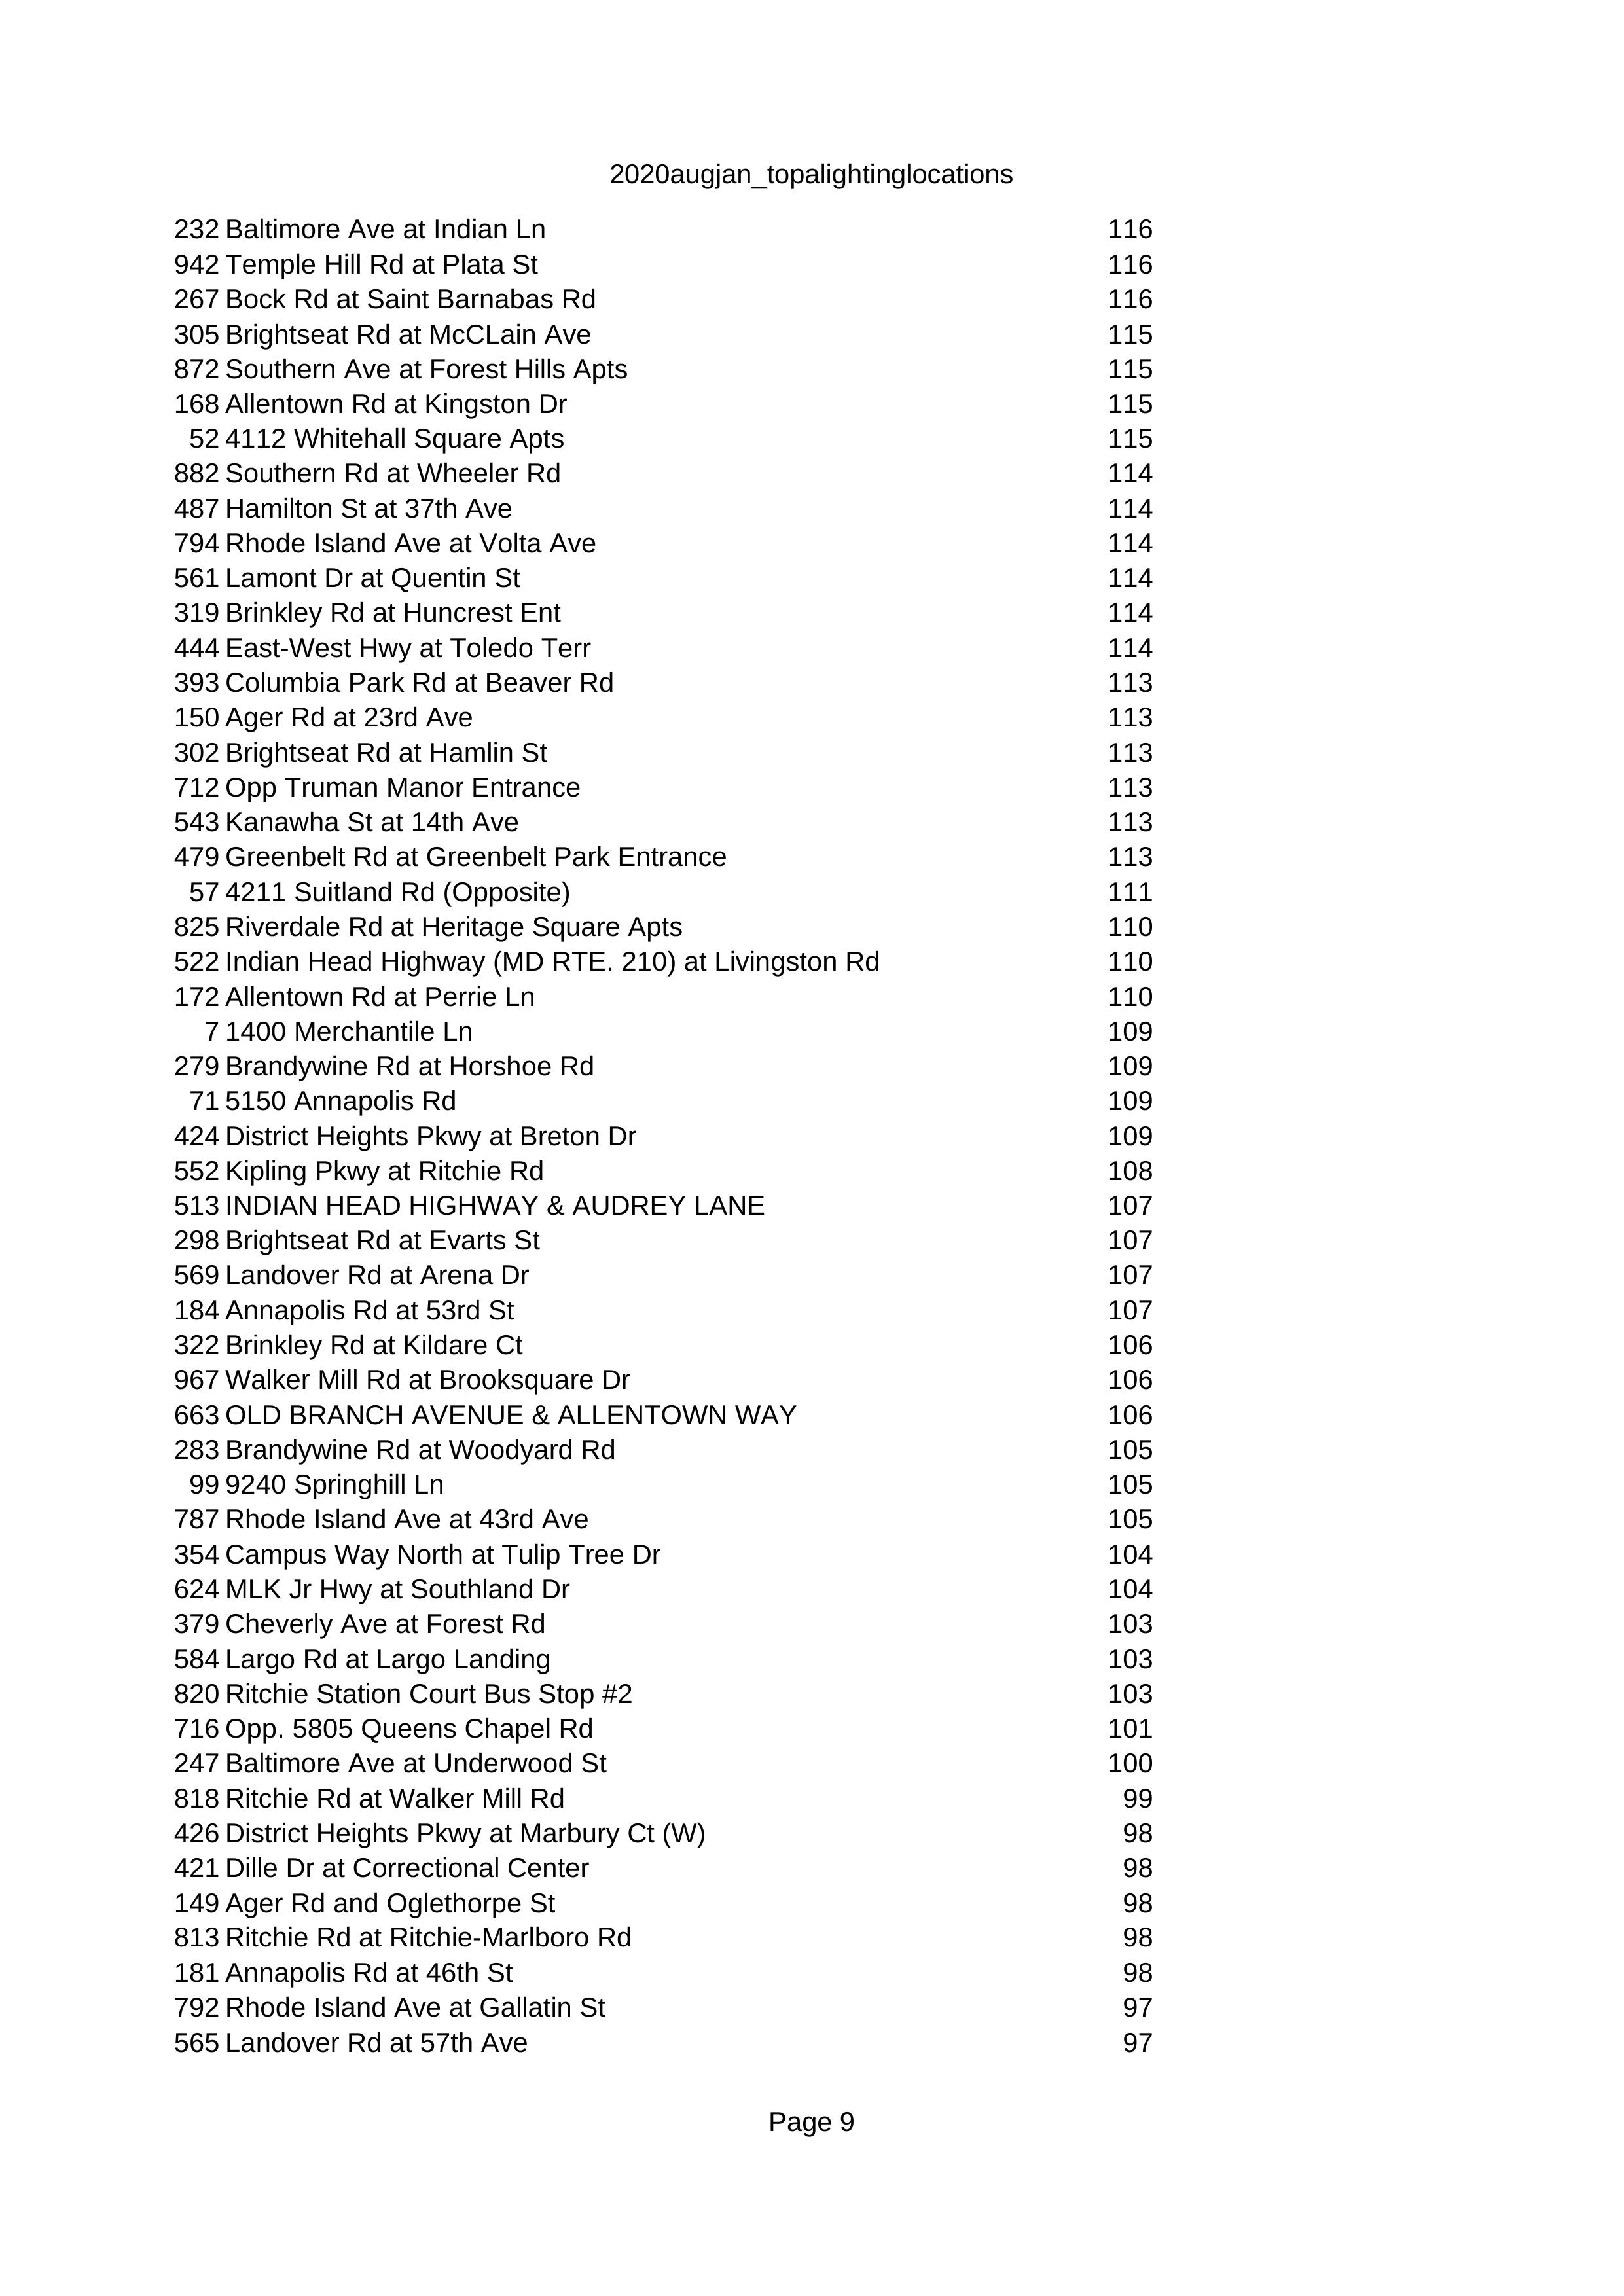 2020augjan_topalightinglocations
232 Baltimore Ave at Indian Ln 116
942 Temple Hill Rd at Plata St 116
267 Bock Rd at Saint Barnabas Rd 116
305 Brightseat Rd at McCLain Ave 115
872 Southern Ave at Forest Hills Apts 115
168 Allentown Rd at Kingston Dr 115
52 4112 Whitehall Square Apts 115
882 Southern Rd at Wheeler Rd 114
487 Hamilton St at 37th Ave 114
794 Rhode Island Ave at Volta Ave 114
561 Lamont Dr at Quentin St 114
319 Brinkley Rd at Huncrest Ent 114
444 East-West Hwy at Toledo Terr 114
393 Columbia Park Rd at Beaver Rd 113
150 Ager Rd at 23rd Ave 113
302 Brightseat Rd at Hamlin St 113
712 Opp Truman Manor Entrance 113
543 Kanawha St at 14th Ave 113
479 Greenbelt Rd at Greenbelt Park Entrance 113
57 4211 Suitland Rd (Opposite) 111
825 Riverdale Rd at Heritage Square Apts 110
522 Indian Head Highway (MD RTE. 210) at Livingston Rd 110
172 Allentown Rd at Perrie Ln 110
7 1400 Merchantile Ln 109
279 Brandywine Rd at Horshoe Rd 109
71 5150 Annapolis Rd 109
424 District Heights Pkwy at Breton Dr 109
552 Kipling Pkwy at Ritchie Rd 108
513 INDIAN HEAD HIGHWAY & AUDREY LANE 107
298 Brightseat Rd at Evarts St 107
569 Landover Rd at Arena Dr 107
184 Annapolis Rd at 53rd St 107
322 Brinkley Rd at Kildare Ct 106
967 Walker Mill Rd at Brooksquare Dr 106
663 OLD BRANCH AVENUE & ALLENTOWN WAY 106
283 Brandywine Rd at Woodyard Rd 105
99 9240 Springhill Ln 105
787 Rhode Island Ave at 43rd Ave 105
354 Campus Way North at Tulip Tree Dr 104
624 MLK Jr Hwy at Southland Dr 104
379 Cheverly Ave at Forest Rd 103
584 Largo Rd at Largo Landing 103
820 Ritchie Station Court Bus Stop #2 103
716 Opp. 5805 Queens Chapel Rd 101
247 Baltimore Ave at Underwood St 100
818 Ritchie Rd at Walker Mill Rd 99
426 District Heights Pkwy at Marbury Ct (W) 98
421 Dille Dr at Correctional Center 98
149 Ager Rd and Oglethorpe St 98
813 Ritchie Rd at Ritchie-Marlboro Rd 98
181 Annapolis Rd at 46th St 98
792 Rhode Island Ave at Gallatin St 97
565 Landover Rd at 57th Ave 97
Page 9